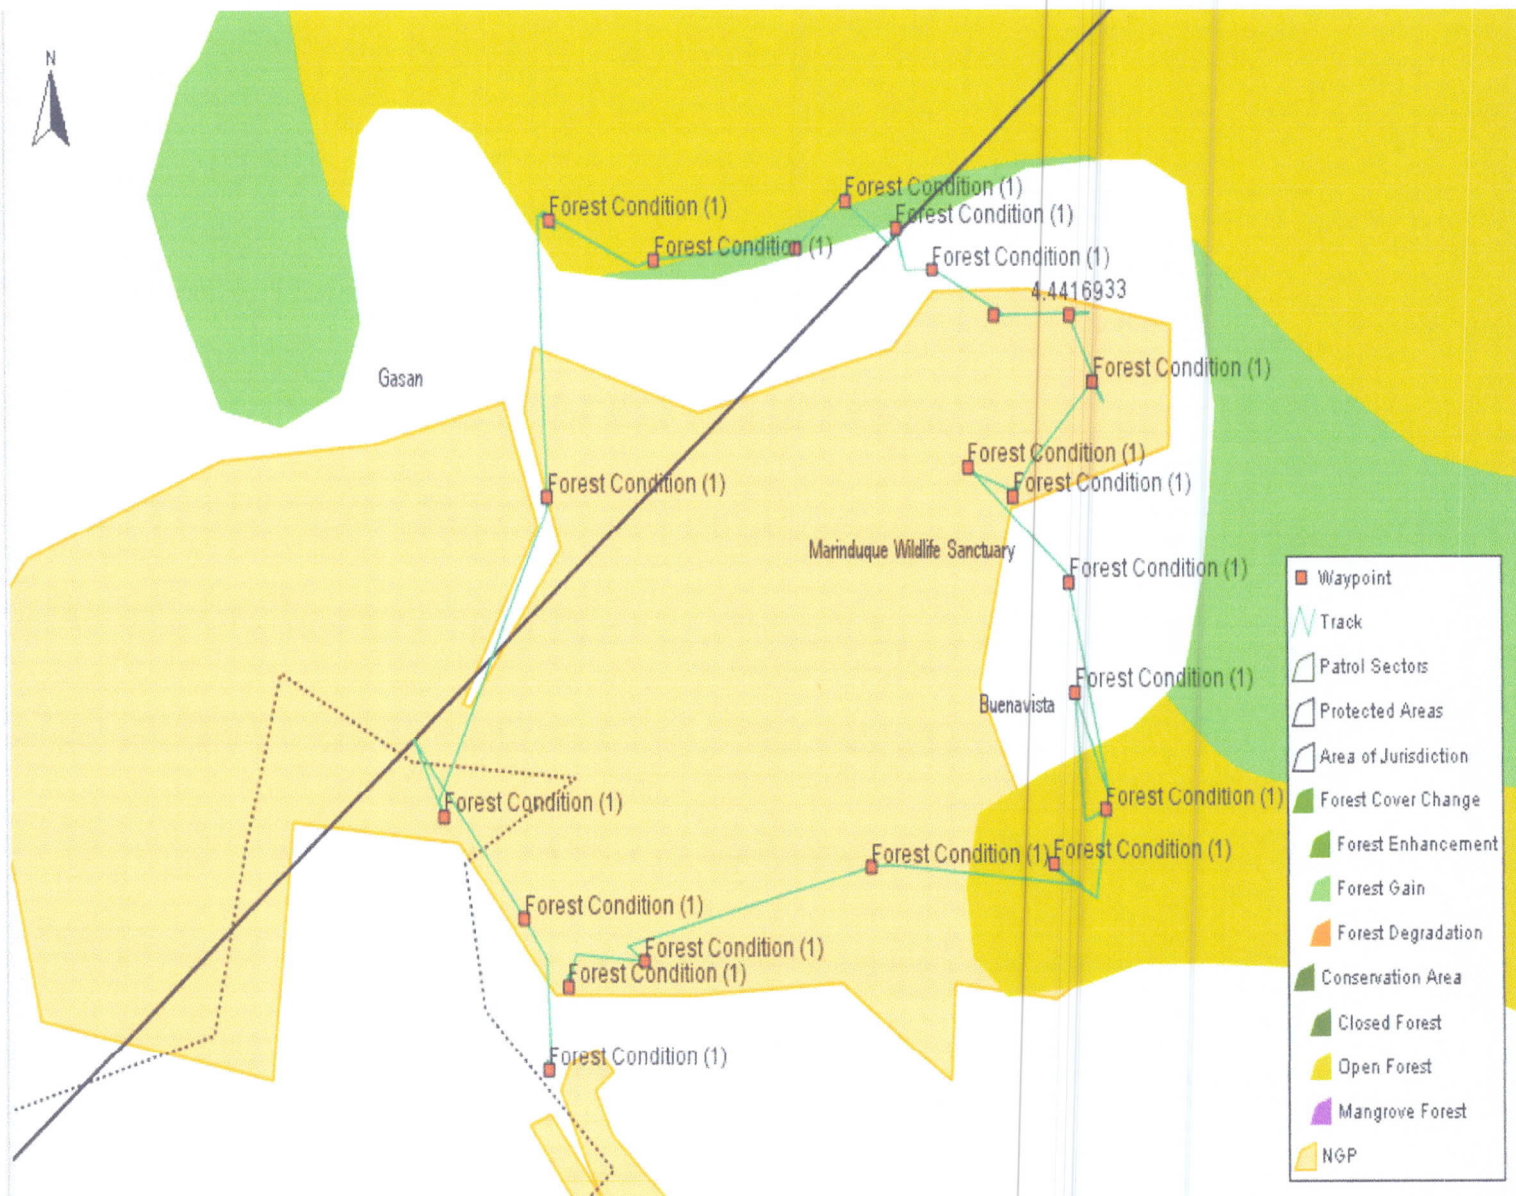 N
Forest Condition (1)
Forest Condition (1)
Forest Condition (1)
Forest Condition (1)
Forest Condition (1)
4.4416933
Forest Condition (1)
Gasan
Forest Condition (1)
Forest Condition (1)
Forest Condition (1)
Marinduque Wildlife Sanctuary
Forest Condition (1)
Forest Condition (1)
Buenavista
Forest Condition (1)
Forest Condition (1)
Forest Condition (1)
Forest Condition (1)
Forest Condition (1)
Forest Condition (1)
Forest Condition (1)
Forest Condition (1)
Waypoint
Track
Patrol Sectors
Protected Areas
Area of Jurisdiction
Forest Cover Change
Forest Enhancement
Forest Gain
Forest Degradation
Conservation Area
Closed Forest
Open Forest
Mangrove Forest
NGP